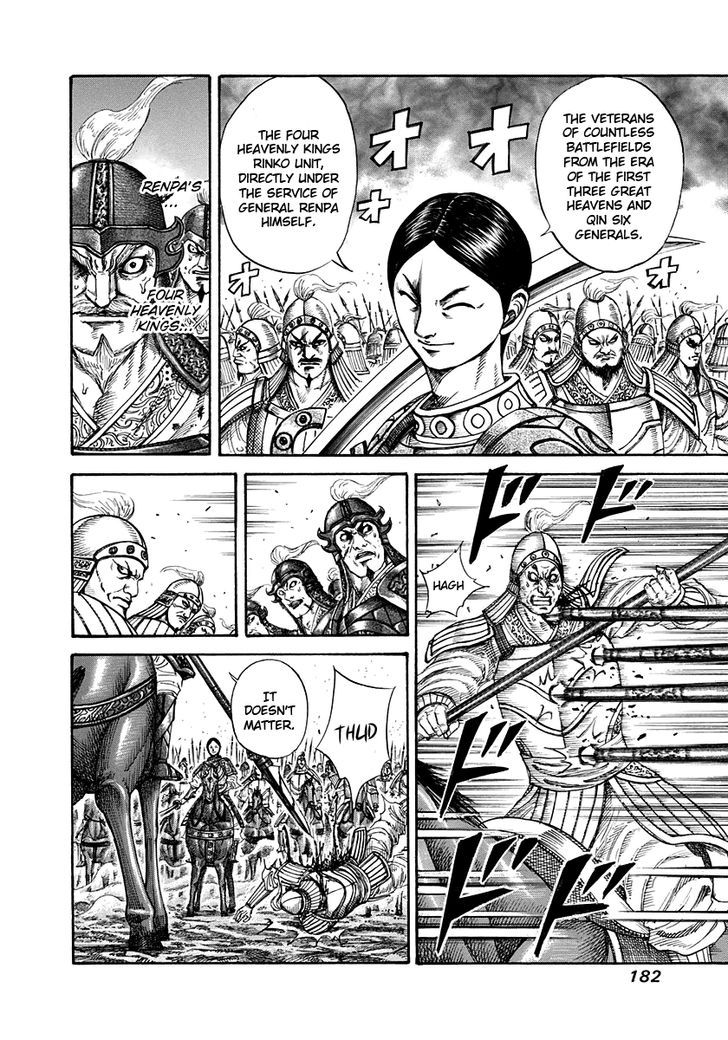 THE VETERANS
OF COUNTLESS
BATTLEFIELDS
FROM THE ERA
OF THE FIRST
THREE GREAT
HEAVENS AND
QIN SIX
GENERALS.
THE FOUR
HEAVENLY KINGS
RINKO UNIT,
DIRECTLY UNDER
THE SERVICE OF
GENERAL RENPA
HIMSELF.
オ
オ
オ
オ
オ
RENPA'S
...
FOUR
HEAVENLY
KINGS...
ド
ド
HAGH
ド
ド
ド
THUD
IT
DOESN'T
MATTER.
182